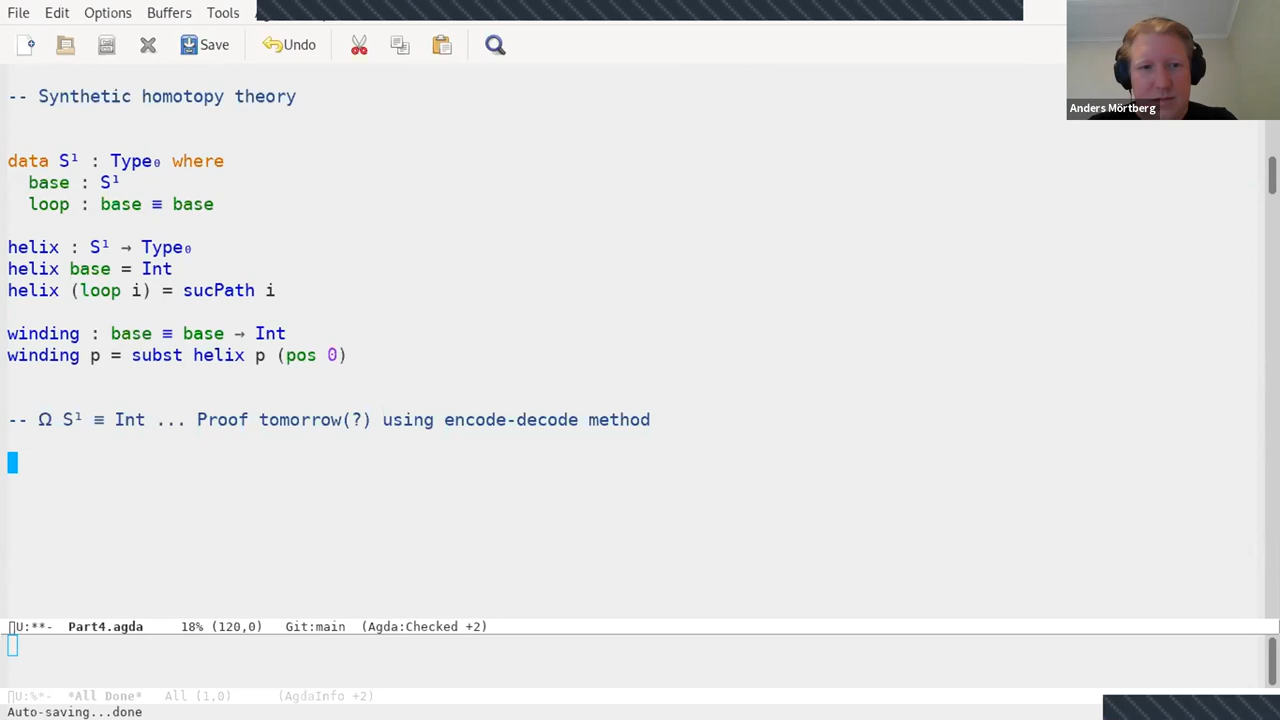 File Edit Options Buffers Tools
Save Undo
Anders Mörtberg
-- Synthetic homotopy theory
data S¹ : Type₀ where
base : S¹
loop : base ≡ base
helix : S¹ → Type₀
helix base = Int
helix (loop i) = sucPath i
winding : base ≡ base → Int
winding p = subst helix p (pos 0)
-- Ω S¹ ≡ Int ... Proof tomorrow(?) using encode-decode method
U:**- Part4.agda 18% (120,0) Git:main (Agda:Checked +2)
U:%*- *All Done* All (1,0) (AgdaInfo +2)
Auto-saving...done